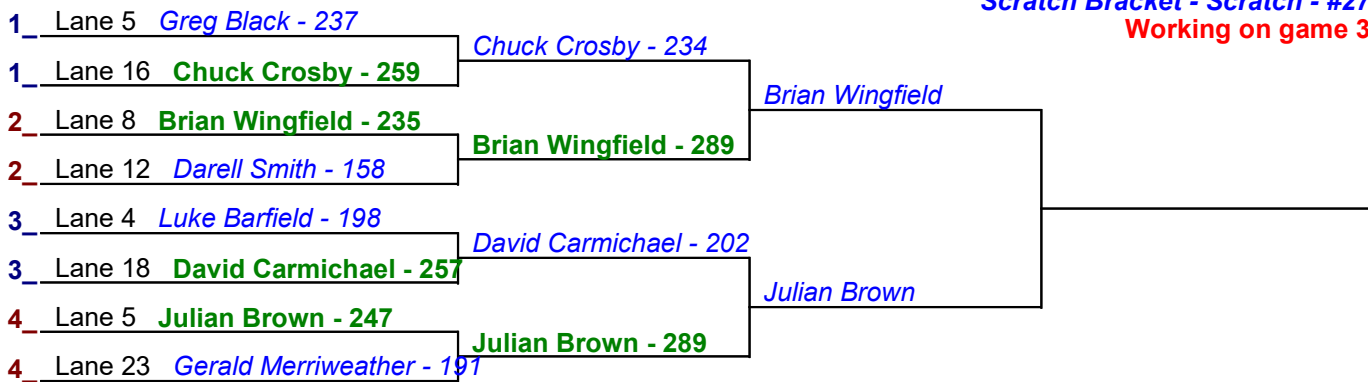 Scratch Bracket - Scratch - #27
Working on game 3
1_ Lane 5 Greg Black - 237
1_ Lane 16 Chuck Crosby - 259
2_ Lane 8 Brian Wingfield - 235
2_ Lane 12 Darell Smith - 158
3_ Lane 4 Luke Barfield - 198
3_ Lane 18 David Carmichael - 257
4_ Lane 5 Julian Brown - 247
4_ Lane 23 Gerald Merriweather - 191
Chuck Crosby - 234
Brian Wingfield - 289
David Carmichael - 202
Julian Brown - 289
Brian Wingfield
Julian Brown